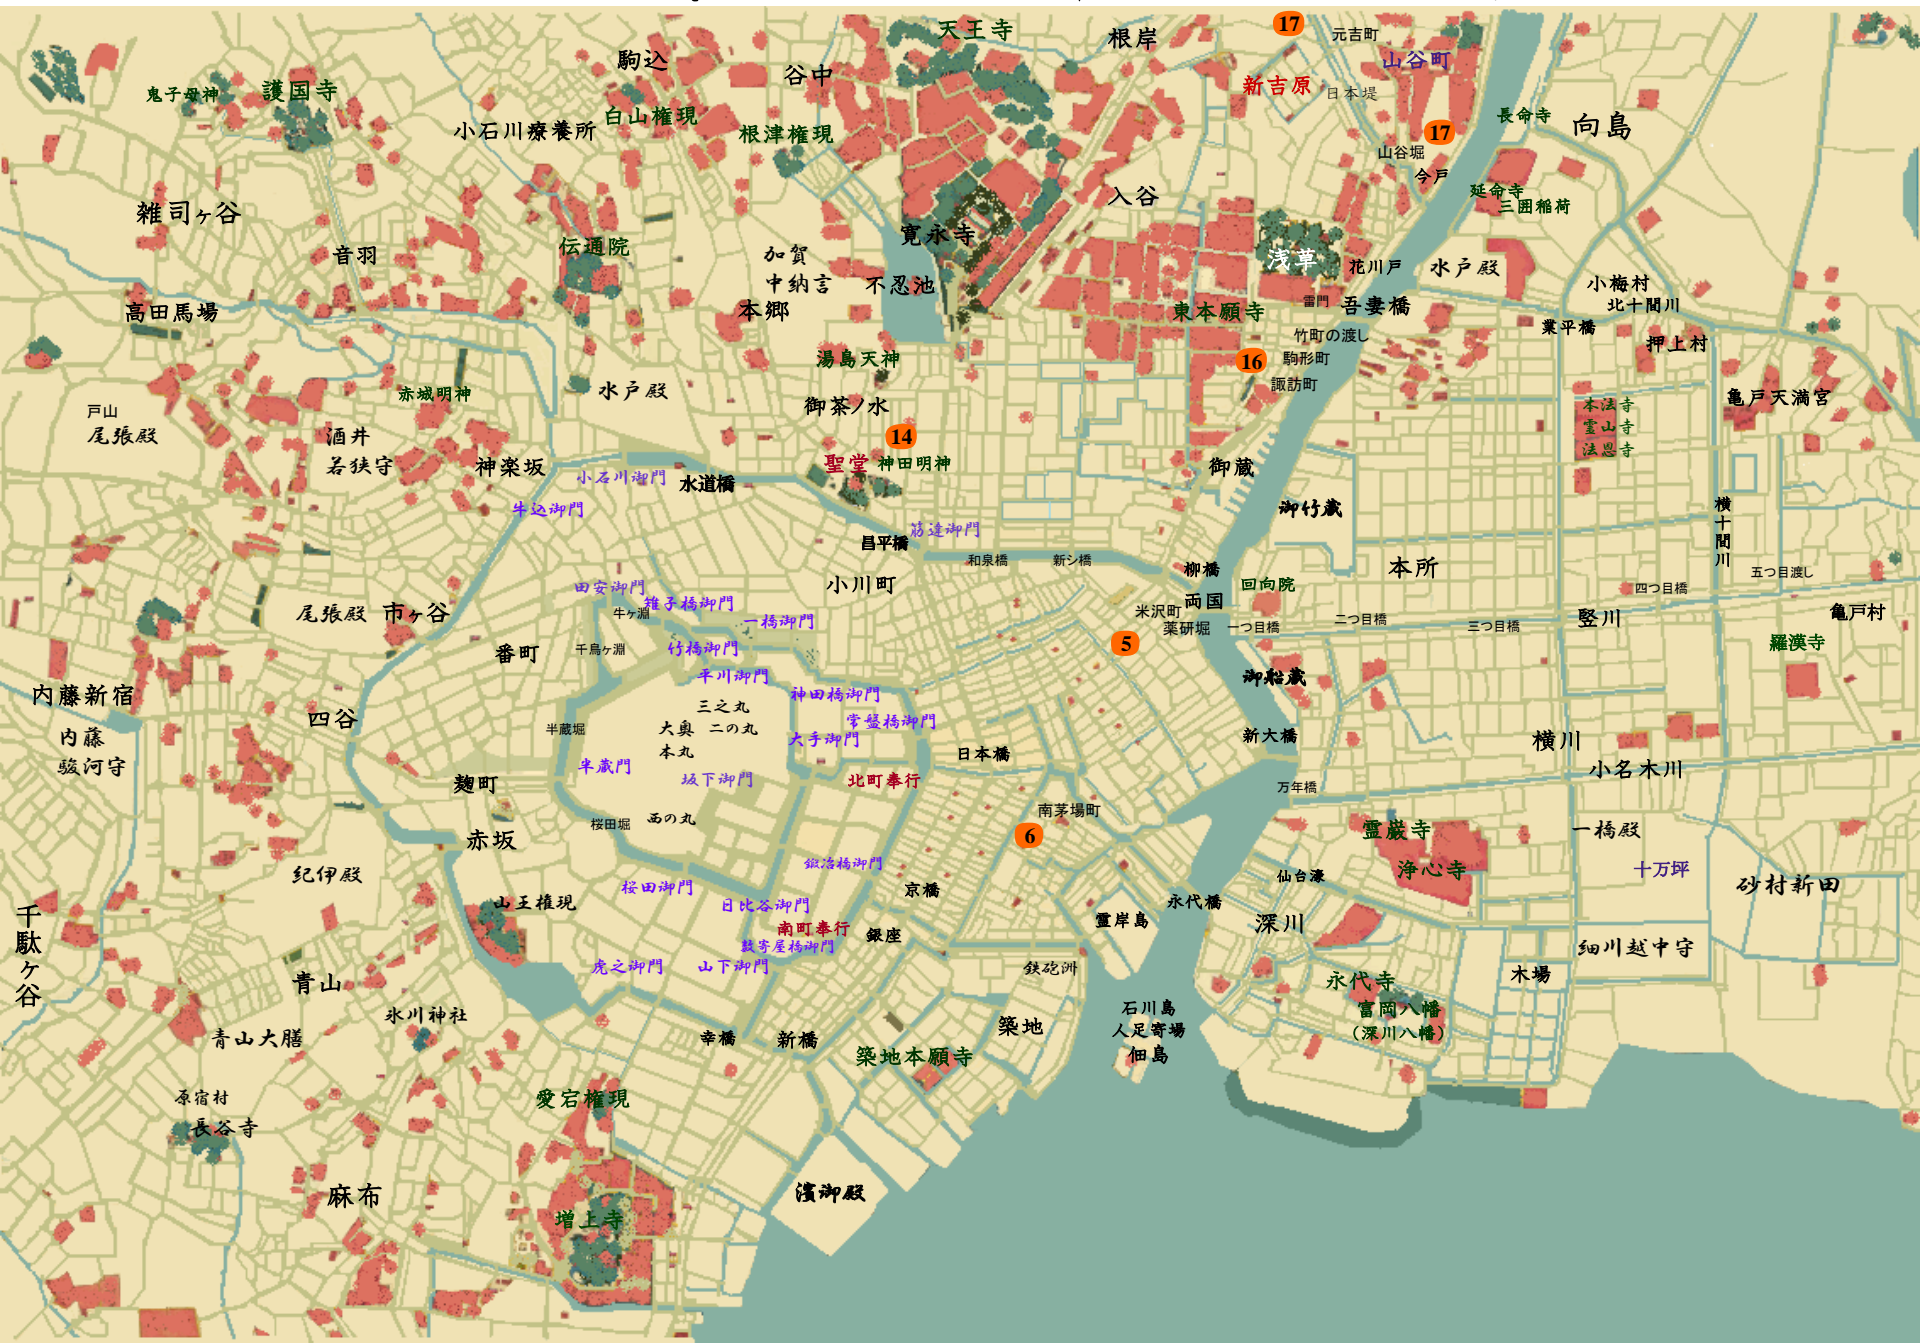 17
元吉町
山谷町
天王寺
根岸
駒込
谷中
新吉原
日本堤
鬼子母神
護国寺
白山権現
小石川療養所
根津権現
長命寺
向島
17
山谷堀
今戸
延命寺
三囲稲荷
入谷
雑司ヶ谷
音羽
伝通院
寛永寺
加賀
中納言
不忍池
浅草
花川戸
水戸殿
小梅村
北十間川
高田馬場
本郷
東本願寺
雷門
吾妻橋
業平橋
竹町の渡し
押上村
湯島天神
16
駒形町
諏訪町
赤城明神
水戸殿
御茶ノ水
本法寺
霊山寺
法恩寺
亀戸天満宮
戸山
尾張殿
酒井
若狭守
14
神楽坂
聖堂
神田明神
御蔵
小石川御門
水道橋
牛込御門
御竹蔵
横十間川
筋違御門
昌平橋
和泉橋
新シ橋
柳橋
本所
小川町
回向院
五つ目渡し
四つ目橋
田安御門
雉子橋御門
牛ヶ淵
一橋御門
米沢町
両国
薬研堀
一つ目橋
二つ目橋
三つ目橋
竪川
亀戸村
尾張殿
市ヶ谷
番町
千鳥ヶ淵
竹橋御門
5
羅漢寺
平川御門
御船蔵
内藤新宿
神田橋御門
三之丸
四谷
半蔵堀
大奥
二の丸
常盤橋御門
大手御門
本丸
内藤
駿河守
新大橋
横川
日本橋
半蔵門
坂下御門
北町奉行
小名木川
麹町
万年橋
桜田堀
西の丸
南茅場町
6
赤坂
霊巌寺
一橋殿
鍛冶橋御門
浄心寺
十万坪
紀伊殿
桜田御門
京橋
仙台濠
砂村新田
山王権現
日比谷御門
永代橋
霊岸島
深川
南町奉行
銀座
数寄屋橋御門
千駄ヶ谷
細川越中守
虎之御門
山下御門
鉄砲洲
木場
青山
永代寺
氷川神社
石川島
人足寄場
佃島
富岡八幡
(深川八幡)
青山大膳
幸橋
新橋
築地
築地本願寺
原宿村
長谷寺
愛宕権現
麻布
濱御殿
増上寺